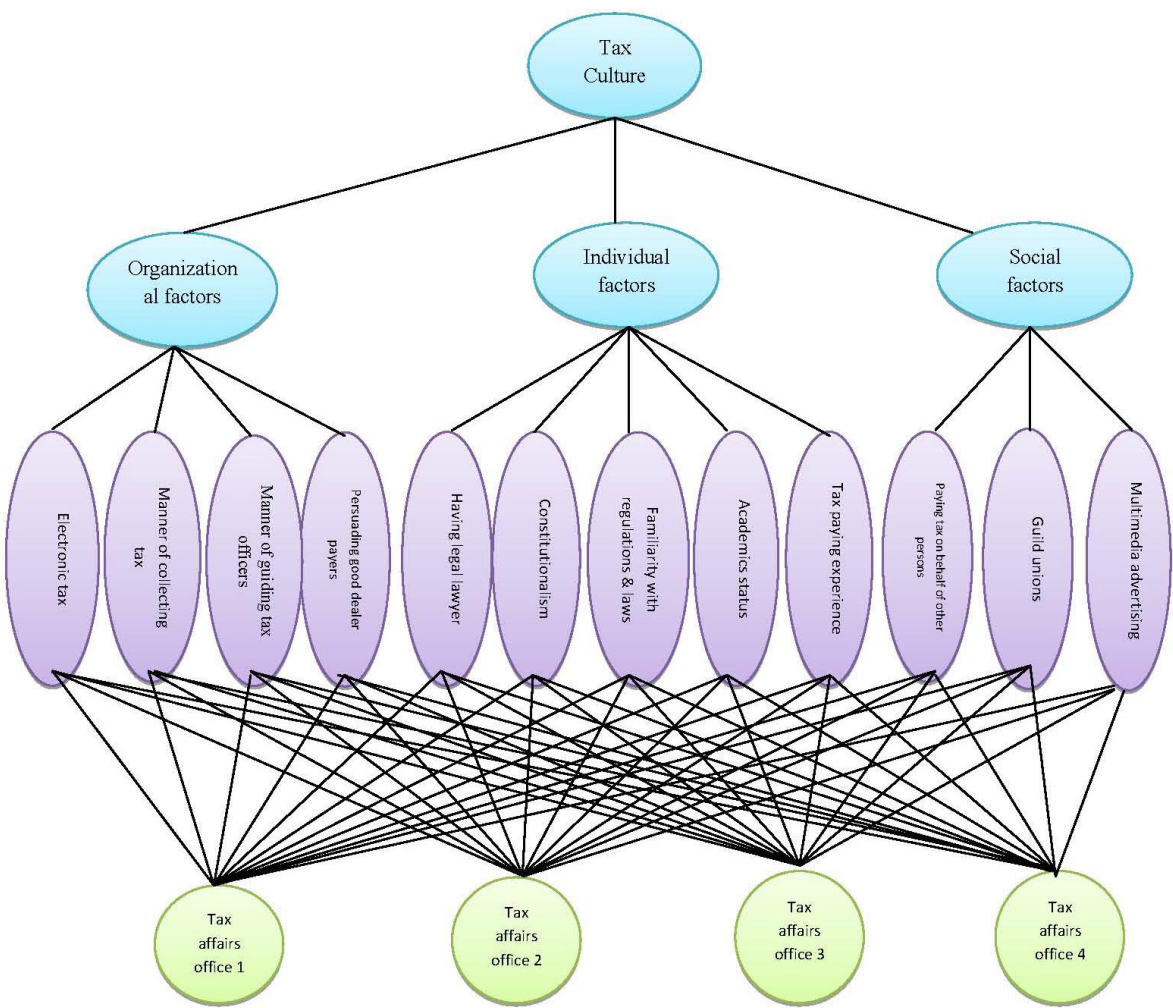 Tax
Culture
Organization
al factors
Individual
factors
Social
factors
Electronic tax
Manner of collecting
tax
Manner of guiding tax
officers
Persuading good dealer
payers
Having legal lawyer
Constitutionalism
Familiarity with
regulations & laws
Academics status
Tax paying experience
Paying tax on behalf of other
persons
Guild unions
Multimedia advertising
Tax
affairs
office 1
Tax
affairs
office 2
Tax
affairs
office 3
Tax
affairs
office 4